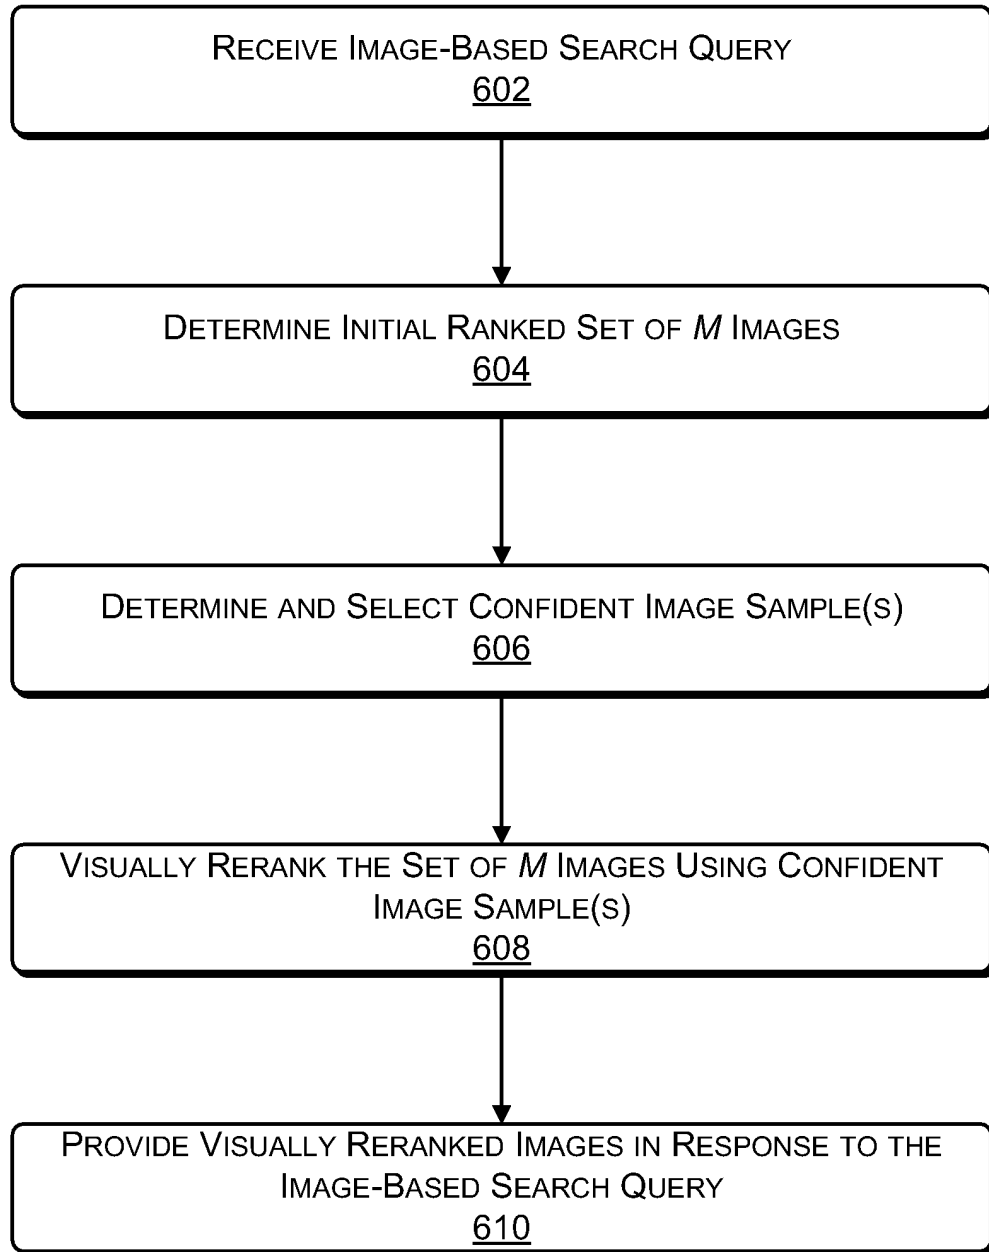 RECEIVE IMAGE-BASED SEARCH QUERY
602
DETERMINE INITIAL RANKED SET OF M IMAGES
604
DETERMINE AND SELECT CONFIDENT IMAGE SAMPLE(S)
606
VISUALLY RERANK THE SET OF M IMAGES USING CONFIDENT
IMAGE SAMPLE(S)
608
PROVIDE VISUALLY RERANKED IMAGES IN RESPONSE TO THE
IMAGE-BASED SEARCH QUERY
610